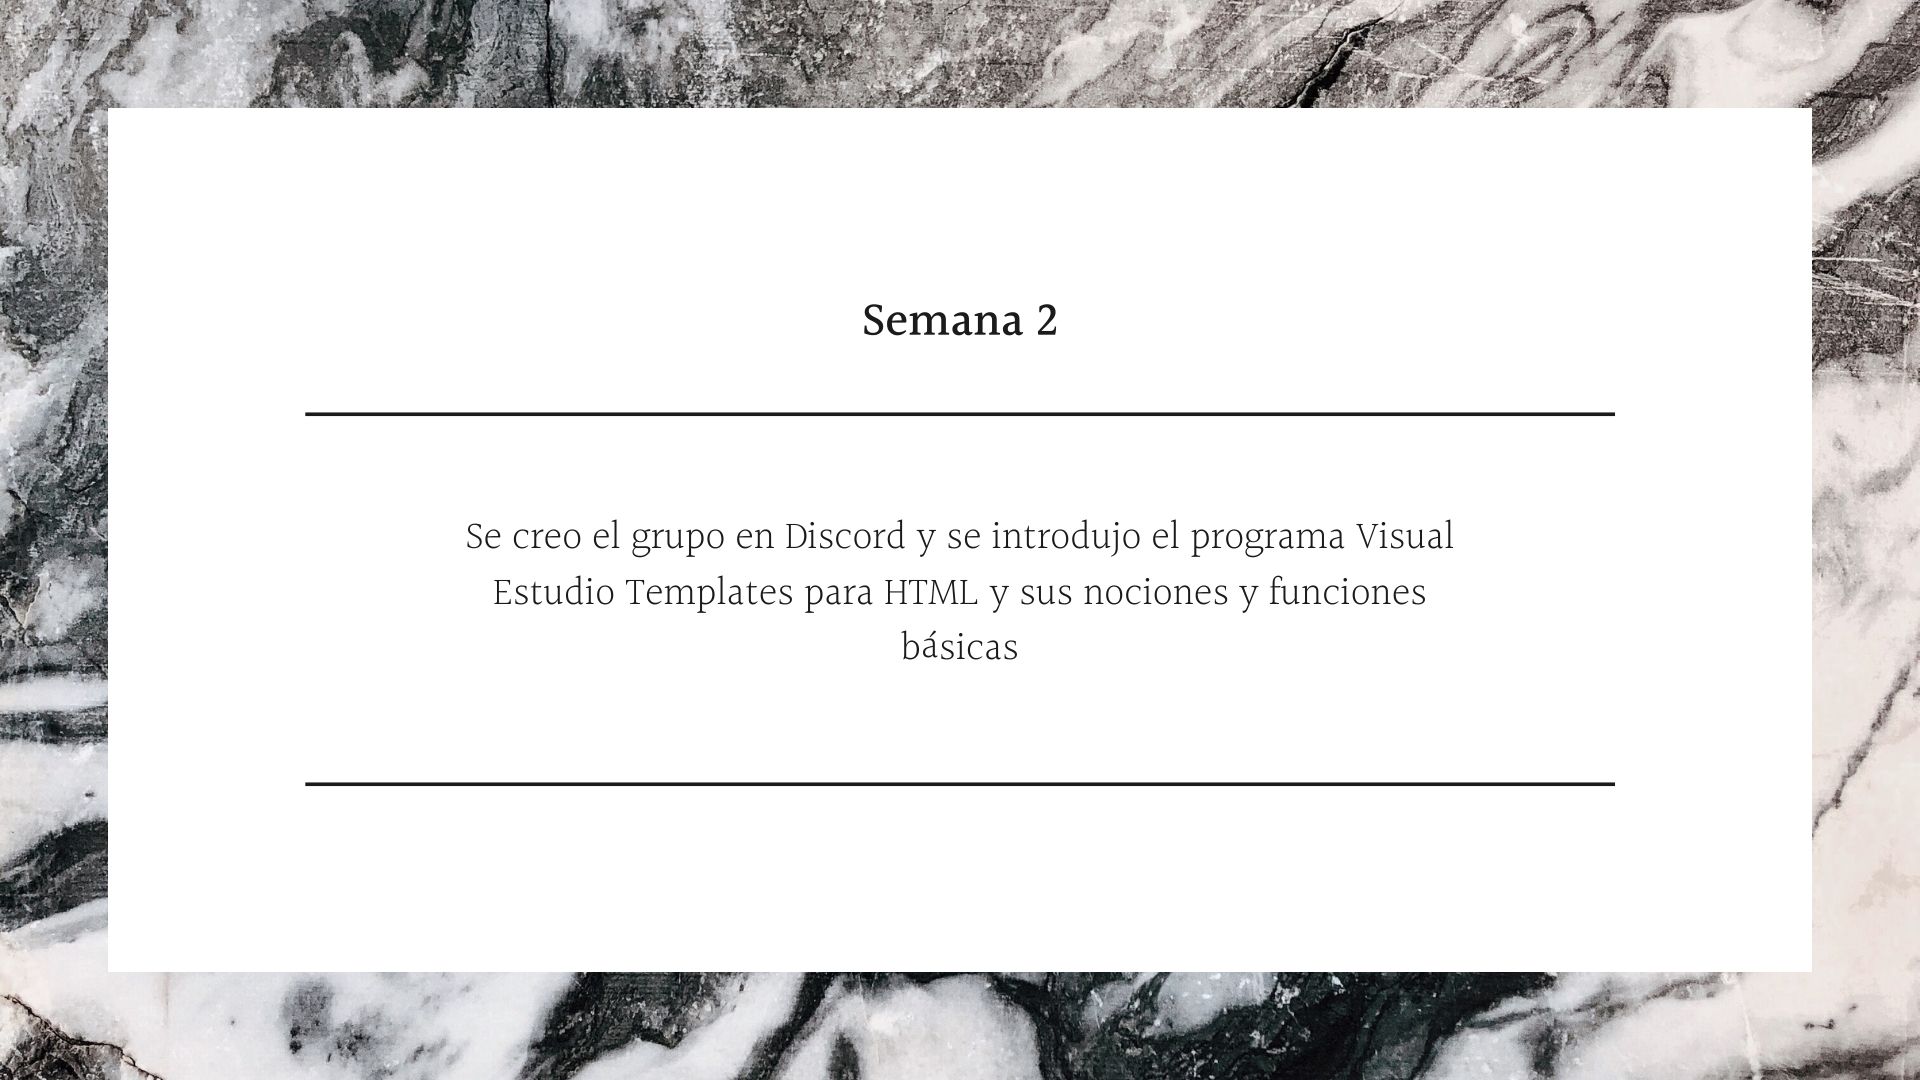 Semana 2
Se creo el grupo en Discord y se introdujo el programa Visual
Estudio Templates para HTML y sus nociones y funciones
básicas